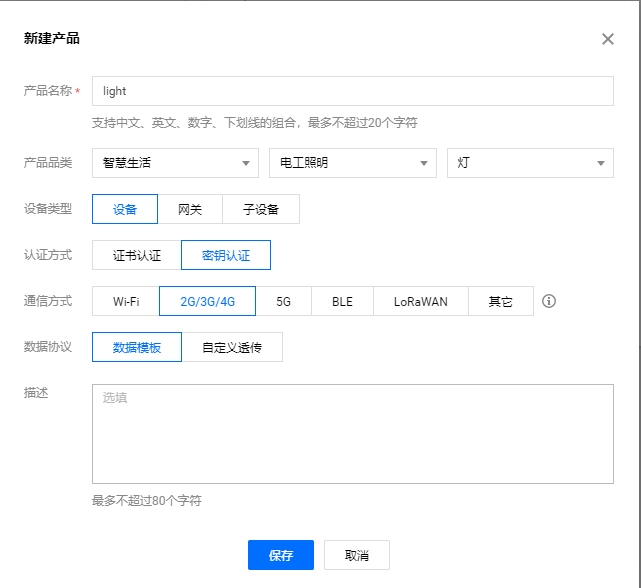 新建产品
产品名称 * light
支持中文、英文、数字、下划线的组合，最多不超过20个字符
产品品类 智慧生活 电工照明 灯
设备类型 设备 网关 子设备
认证方式 证书认证 密钥认证
通信方式 Wi-Fi 2G/3G/4G 5G BLE LoRaWAN 其它
数据协议 数据模板 自定义透传
描述 选填
最多不超过80个字符
保存 取消